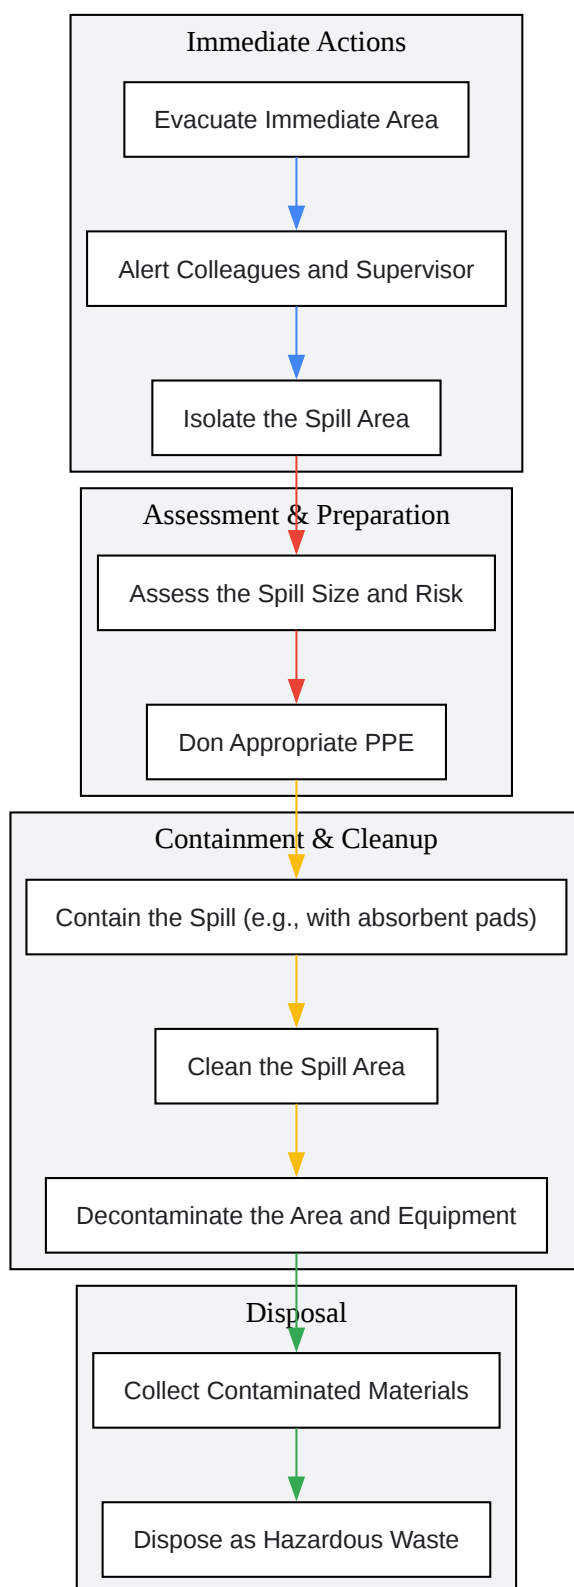 Immediate Actions
Evacuate Immediate Area
Alert Colleagues and Supervisor
Isolate the Spill Area
Assessment & Preparation
Assess the Spill Size and Risk
Don Appropriate PPE
Containment & Cleanup
Contain the Spill (e.g., with absorbent pads)
Clean the Spill Area
Decontaminate the Area and Equipment
Disposal
Collect Contaminated Materials
Dispose as Hazardous Waste